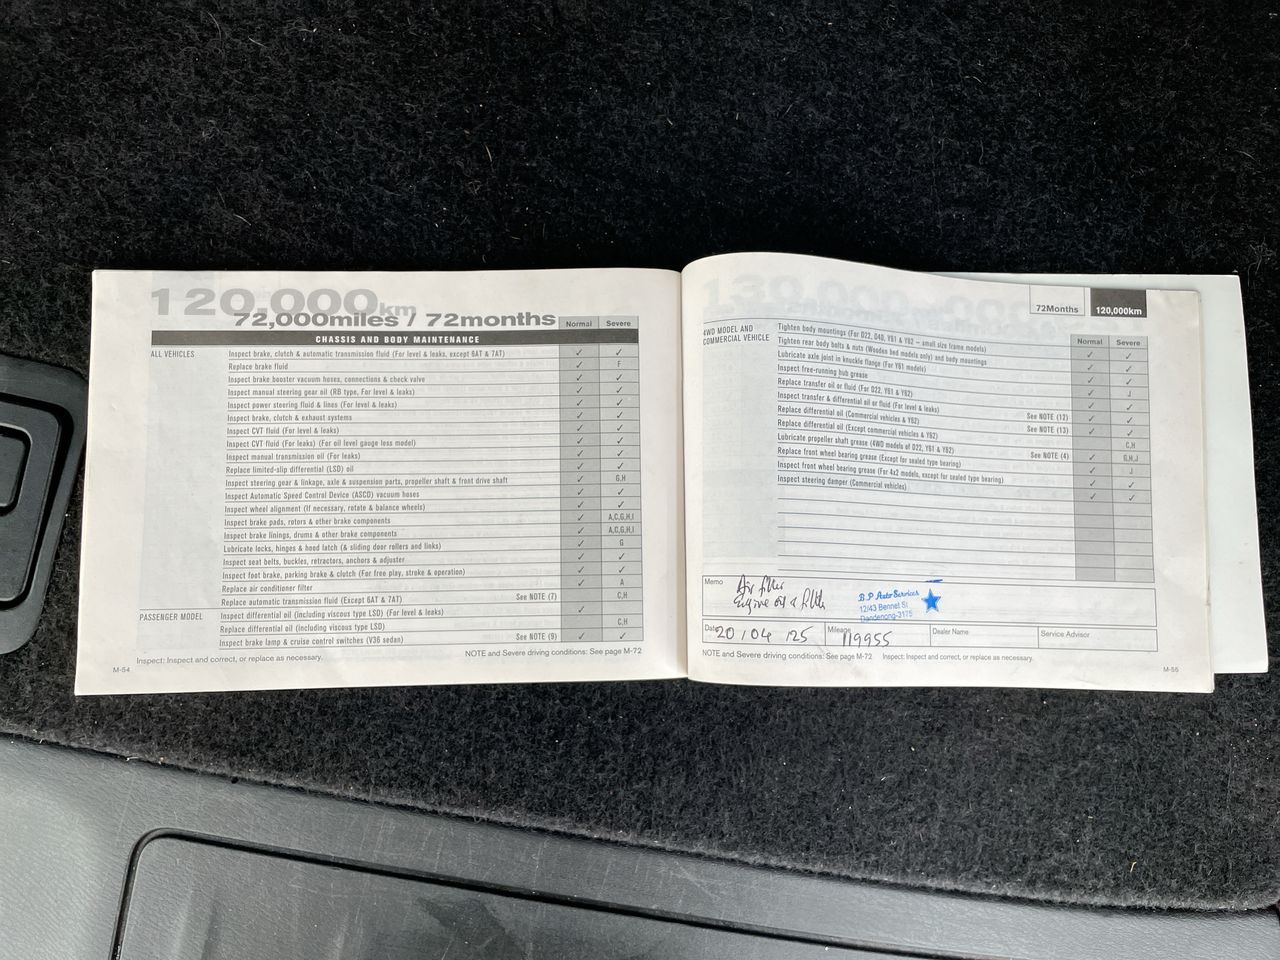 120,000km
72,000miles / 72months
Normal Severe
CHASSIS AND BODY MAINTENANCE
ALL VEHICLES
Inspect brake, clutch & automatic transmission fluid (For level & leaks, except 6AT & 7AT) ✓ ✓
Replace brake fluid ✓ F
Inspect brake booster vacuum hoses, connections & check valve ✓ ✓
Inspect manual steering gear oil (RB type, For level & leaks) ✓ ✓
Inspect power steering fluid & lines (For level & leaks) ✓ ✓
Inspect brake, clutch & exhaust systems ✓ ✓
Inspect CVT fluid (For level & leaks) ✓ ✓
Inspect CVT fluid (For leaks) (For oil level gauge less model) ✓ ✓
Inspect manual transmission oil (For leaks) ✓ ✓
Replace limited-slip differential (LSD) oil ✓ ✓
Inspect steering gear & linkage, axle & suspension parts, propeller shaft & front drive shaft ✓ G,H
Inspect Automatic Speed Control Device (ASCD) vacuum hoses ✓ ✓
Inspect wheel alignment (If necessary, rotate & balance wheels) ✓ ✓
Inspect brake pads, rotors & other brake components ✓ A,C,G,H,I
Inspect brake linings, drums & other brake components ✓ A,C,G,H,I
Lubricate locks, hinges & hood latch (& sliding door rollers and links) ✓ G
Inspect seat belts, buckles, retractors, anchors & adjuster ✓ ✓
Inspect foot brake, parking brake & clutch (For free play, stroke & operation) ✓ ✓
Replace air conditioner filter ✓ A
Replace automatic transmission fluid (Except 6AT & 7AT) See NOTE (7) C,H
PASSENGER MODEL
Inspect differential oil (including viscous type LSD) (For level & leaks) ✓
Replace differential oil (including viscous type LSD) C,H
Inspect brake lamp & cruise control switches (V36 sedan) See NOTE (9) ✓ ✓
Inspect: Inspect and correct, or replace as necessary. NOTE and Severe driving conditions: See page M-72
M-54
130,000
72Months 120,000km
Normal Severe
4WD MODEL AND
COMMERCIAL VEHICLE
Tighten body mountings (For D22, D40, Y61 & Y62 – small size frame models) ✓ ✓
Tighten rear body bolts & nuts (Wooden bed models only) and body mountings ✓ ✓
Lubricate axle joint in knuckle flange (For Y61 models) ✓ ✓
Inspect free-running hub grease ✓ J
Replace transfer oil or fluid (For D22, Y61 & Y62) ✓ ✓
Inspect transfer & differential oil or fluid (For level & leaks) ✓ ✓
Replace differential oil (Commercial vehicles & Y62) See NOTE (12) ✓ ✓
Replace differential oil (Except commercial vehicles & Y62) See NOTE (13) C,H
Lubricate propeller shaft grease (4WD models of D22, Y61 & Y62) See NOTE (4) ✓ G,H,J
Replace front wheel bearing grease (Except for sealed type bearing) ✓ J
Inspect front wheel bearing grease (For 4x2 models, except for sealed type bearing) ✓ ✓
Inspect steering damper (Commercial vehicles) ✓ ✓
Memo
Air filter
Engine oil & filter
B.P Auto Services
12/43 Bennet St
Dandenong-3175
Date 20/04/25 Mileage 119955 Dealer Name Service Advisor
NOTE and Severe driving conditions: See page M-72 Inspect: Inspect and correct, or replace as necessary.
M-55